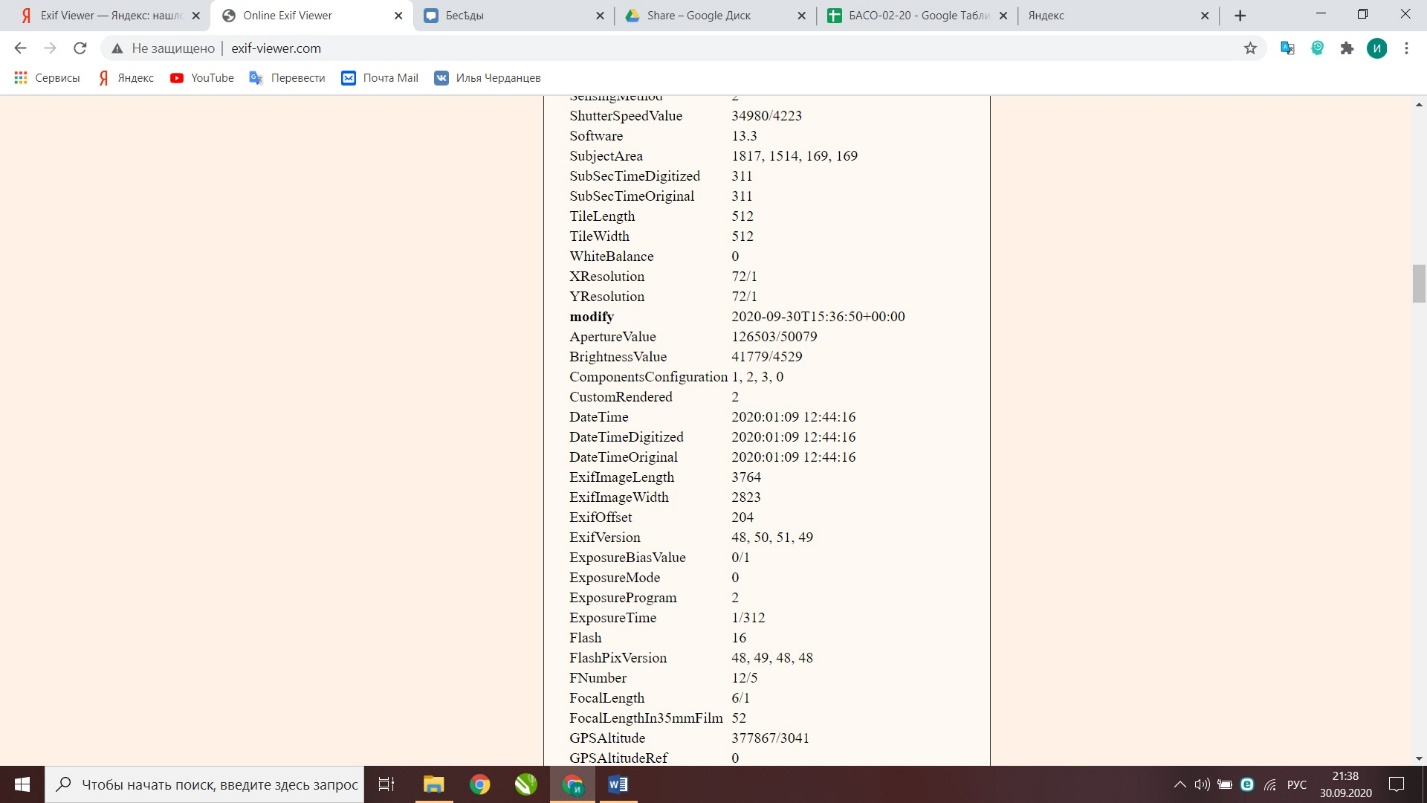 Exif Viewer — Яндекс: нашло
Online Exif Viewer
Бесѣды
Share – Google Диск
БАСО-02-20 - Google Табли
Яндекс
Не защищено | exif-viewer.com
И
Сервисы
Яндекс
YouTube
Перевести
Почта Mail
Илья Черданцев
SensingMethod 2
ShutterSpeedValue 34980/4223
Software 13.3
SubjectArea 1817, 1514, 169, 169
SubSecTimeDigitized 311
SubSecTimeOriginal 311
TileLength 512
TileWidth 512
WhiteBalance 0
XResolution 72/1
YResolution 72/1
modify 2020-09-30T15:36:50+00:00
ApertureValue 126503/50079
BrightnessValue 41779/4529
ComponentsConfiguration 1, 2, 3, 0
CustomRendered 2
DateTime 2020:01:09 12:44:16
DateTimeDigitized 2020:01:09 12:44:16
DateTimeOriginal 2020:01:09 12:44:16
ExifImageLength 3764
ExifImageWidth 2823
ExifOffset 204
ExifVersion 48, 50, 51, 49
ExposureBiasValue 0/1
ExposureMode 0
ExposureProgram 2
ExposureTime 1/312
Flash 16
FlashPixVersion 48, 49, 48, 48
FNumber 12/5
FocalLength 6/1
FocalLengthIn35mmFilm 52
GPSAltitude 377867/3041
GPSAltitudeRef 0
Чтобы начать поиск, введите здесь запрос
РУС
21:38
30.09.2020